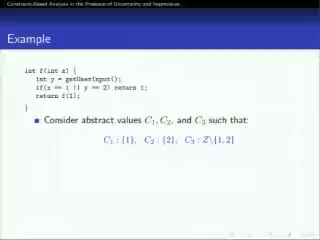 Constraint-Based Analysis in the Presence of Uncertainty and Imprecision
Example
int f(int x) {
int y = getUserInput();
if(x == 1 || y == 2) return 1;
return f(1);
}
Consider abstract values C₁, C₂, and C₃ such that:
C₁ : {1}, C₂ : {2}, C₃ : Z\{1, 2}